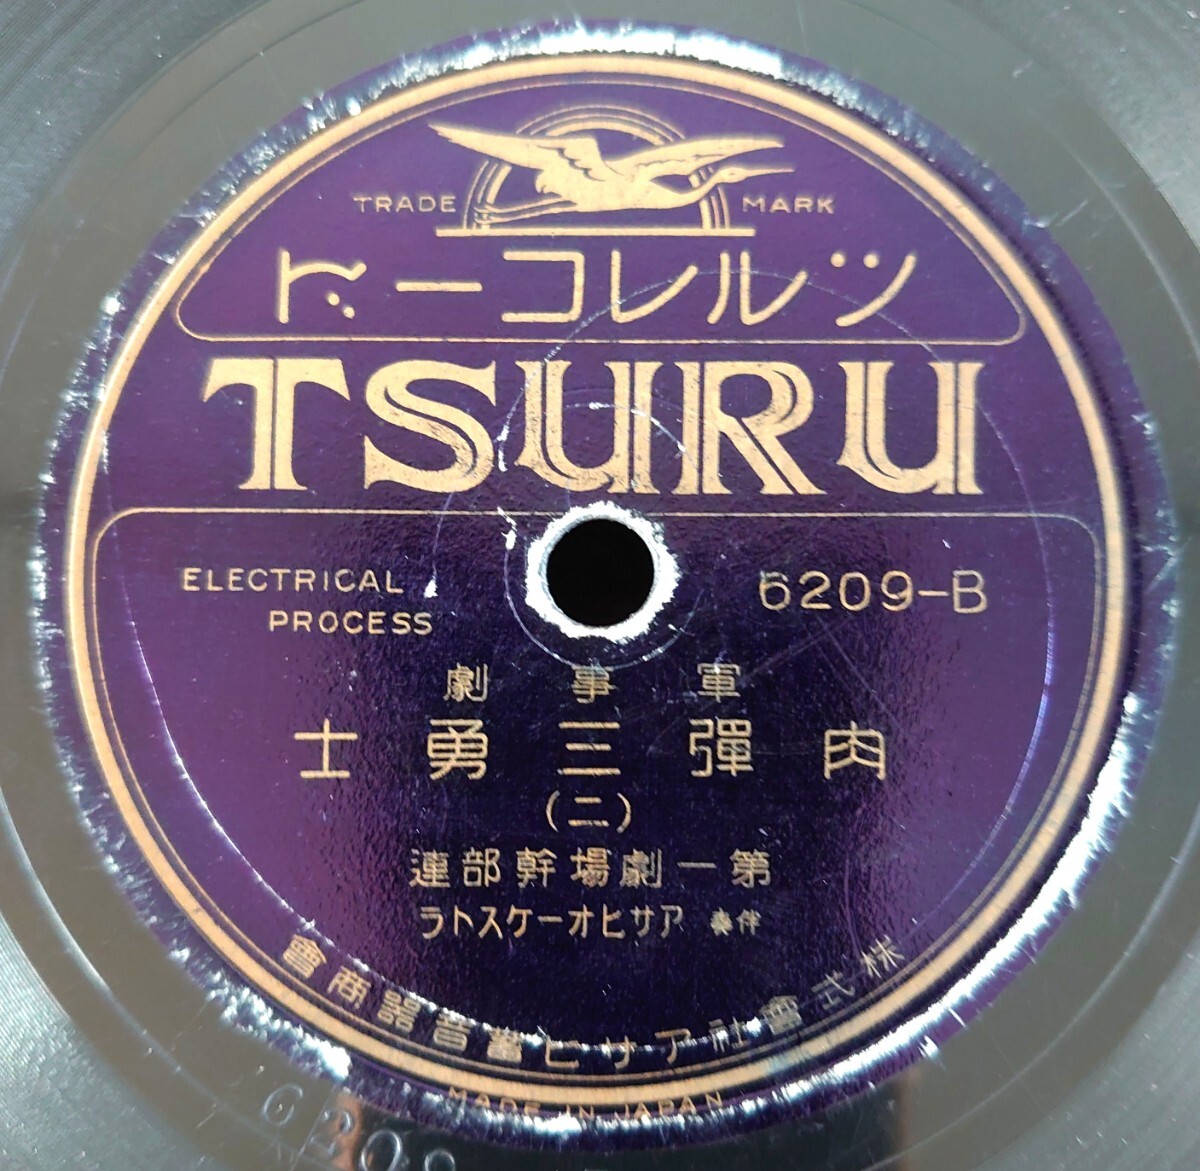 TRADE MARK
ツルレコード
TSURU
ELECTRICAL
PROCESS
6209-B
軍事劇
肉彈三勇士
(二)
第一劇場幹部連
伴奏 アサヒオーケストラ
株式會社アサヒ蓄音器商會
MADE IN JAPAN
6209